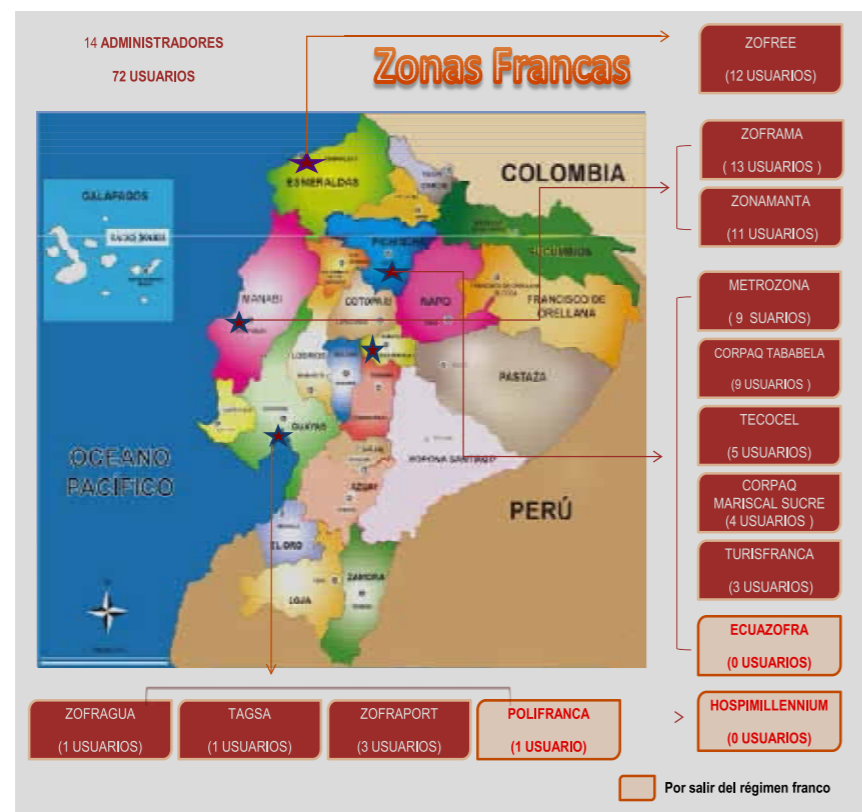 14 ADMINISTRADORES
72 USUARIOS
Zonas Francas
ZOFREE
(12 USUARIOS)
ZOFRAMA
( 13 USUARIOS )
ZONAMANTA
(11 USUARIOS)
METROZONA
( 9 SUARIOS)
CORPAQ TABABELA
(9 USUARIOS )
TECOCEL
(5 USUARIOS)
CORPAQ
MARISCAL SUCRE
(4 USUARIOS )
TURISFRANCA
(3 USUARIOS)
ECUAZOFRA
(0 USUARIOS)
HOSPIMILLENNIUM
(0 USUARIOS)
COLOMBIA
GALAPAGOS
ESMERALDAS
PICHINCHA
SUCUMBIOS
MANABI
COTOPAXI
NAPO
FRANCISCO DE
ORELLANA
LOS RIOS
PASTAZA
GUAYAS
OCEANO
PACIFICO
MORONA SANTIAGO
AZUAY
PERÚ
EL ORO
ZAMORA
LOJA
ZOFRAGUA
(1 USUARIOS)
TAGSA
(1 USUARIOS)
ZOFRAPORT
(3 USUARIOS)
POLIFRANCA
(1 USUARIO)
Por salir del régimen franco